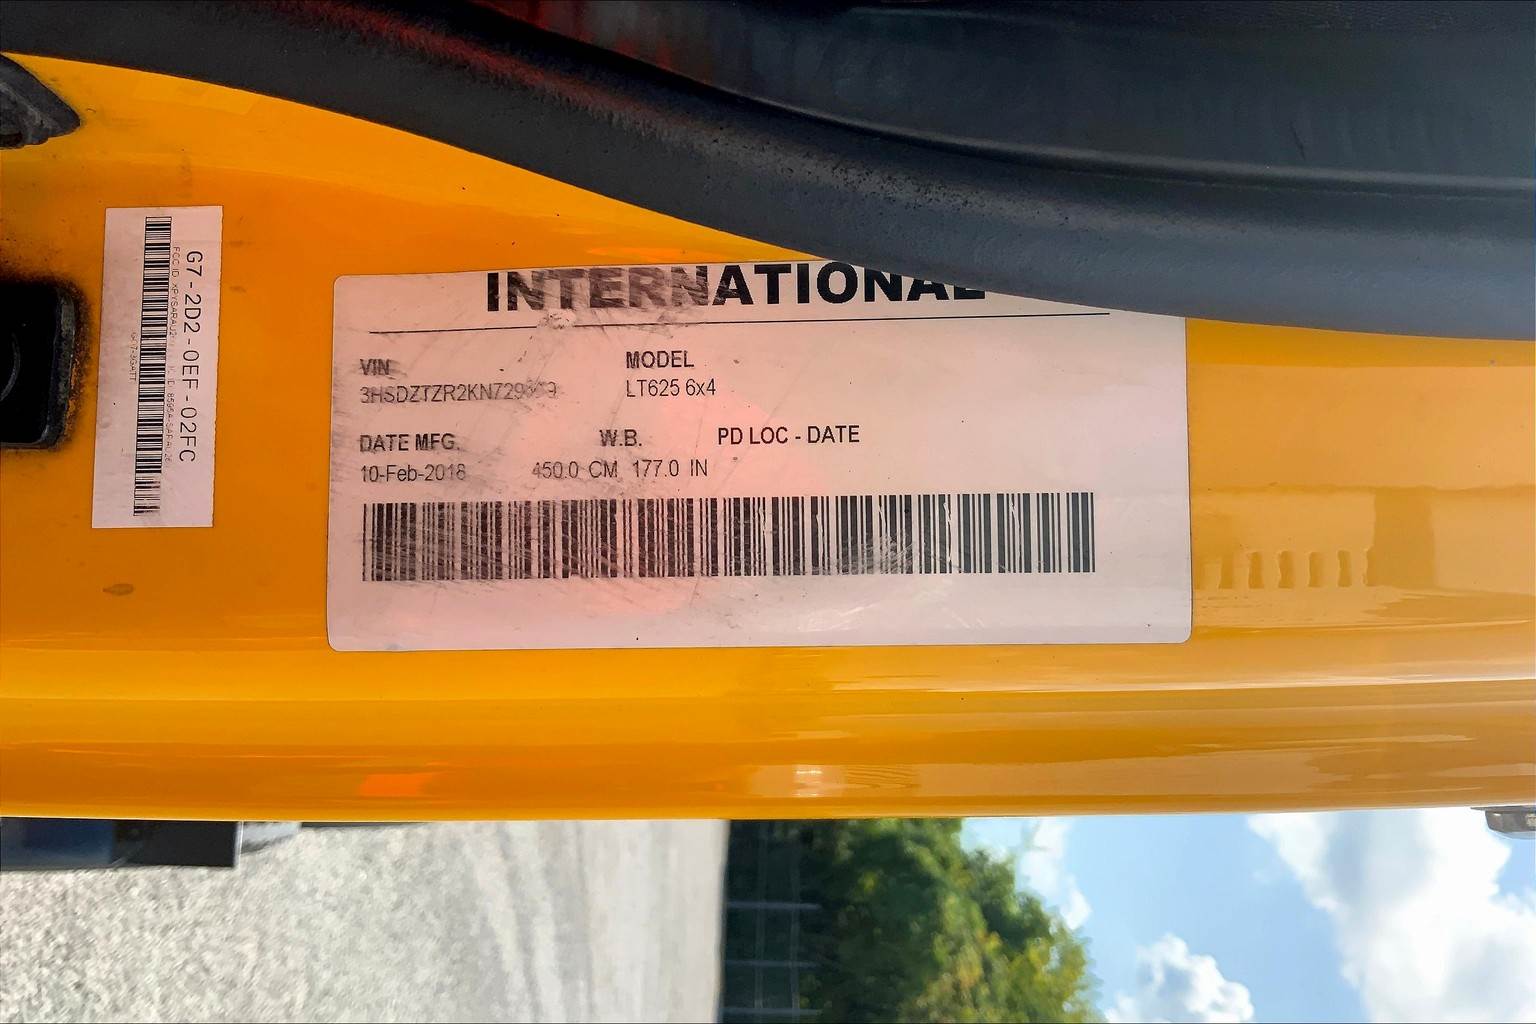 INTERNATIONAL
VIN
MODEL
LT625 6x4
DATE MFG.
W.B.
PD LOC - DATE
10-Feb-2018
450.0 CM 177.0 IN
G7-2D2-0EF-02FC